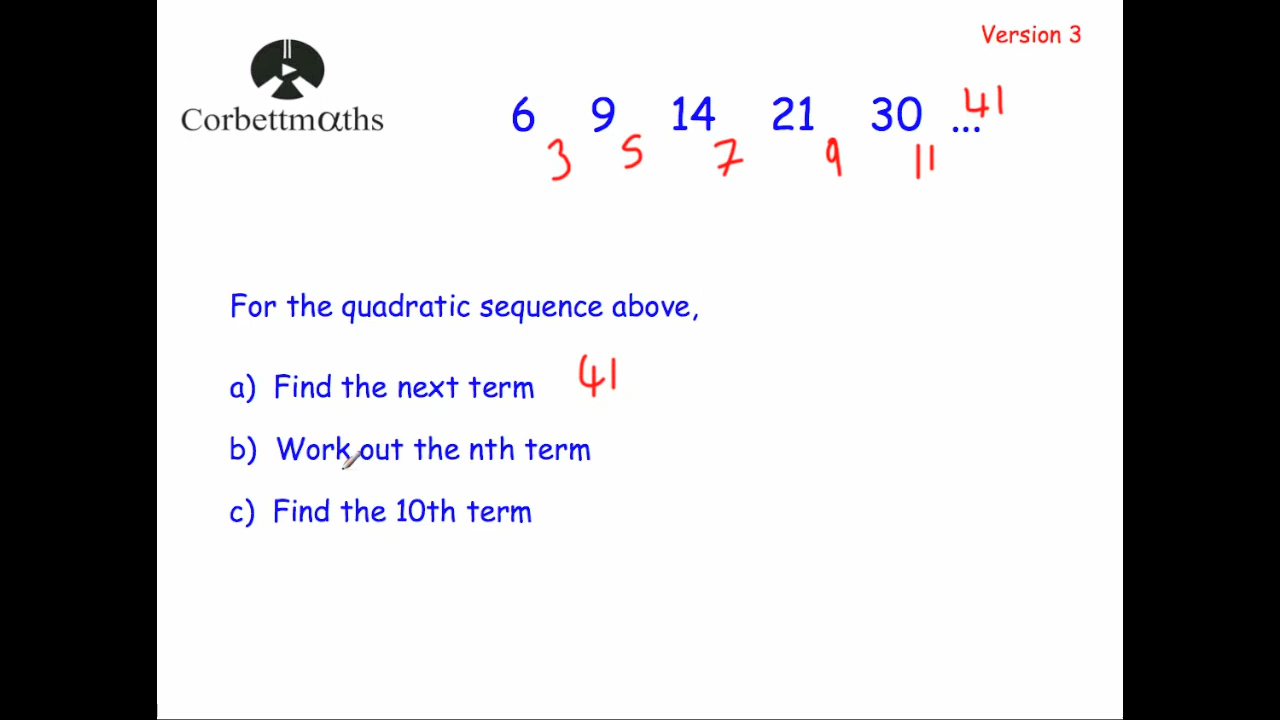 Version 3
Corbettmαths
6 9 14 21 30 ... 41
3 5 7 9 11
For the quadratic sequence above,
a) Find the next term 41
b) Work out the nth term
c) Find the 10th term